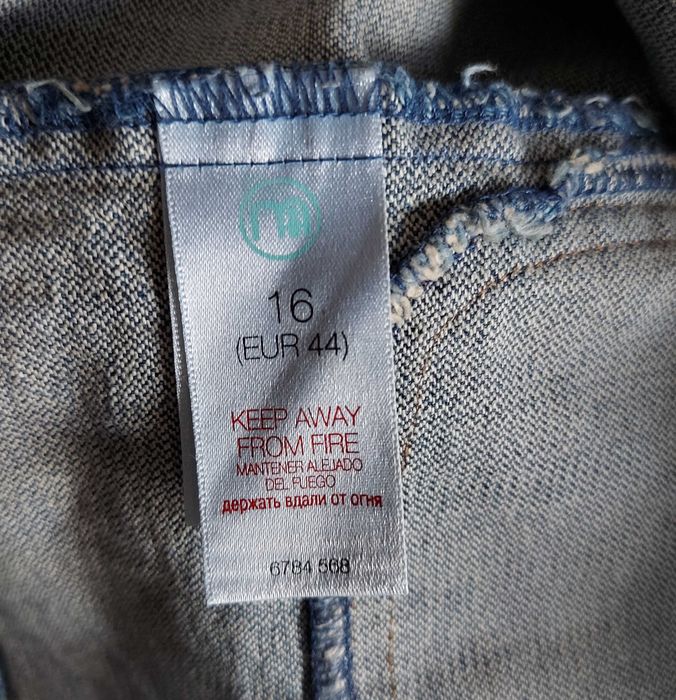 m
16
(EUR 44)
KEEP AWAY
FROM FIRE
MANTENER ALEJADO
DEL FUEGO
держать вдали от огня
6784 568